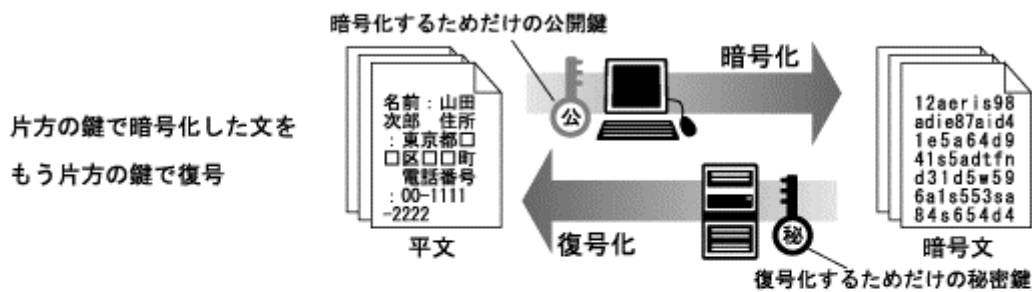 暗号化するためだけの公開鍵
暗号化
公
名前：山田
次郎　住所
：東京都□
□区□□町
電話番号
：00-1111
-2222
平文
片方の鍵で暗号化した文を
もう片方の鍵で復号
12aeris98
adie87aid4
1e5a64d9
41s5adtfn
d31d5w59
6a1s553sa
84s654d4
暗号文
復号化
秘
復号化するためだけの秘密鍵